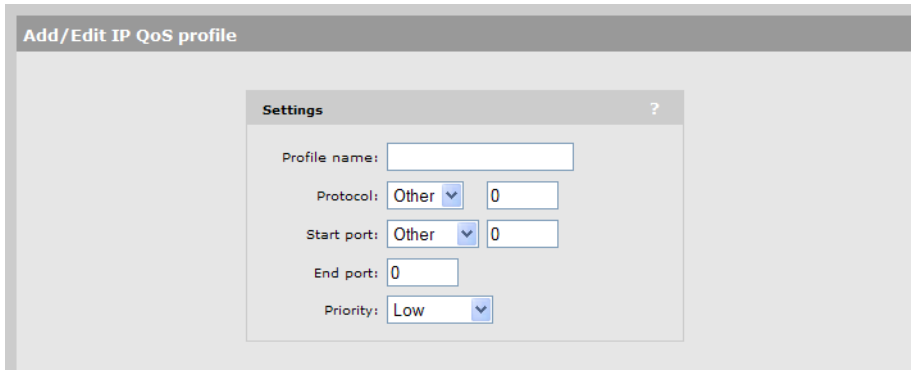 Add/Edit IP QoS profile
Settings ?
Profile name:
Protocol: Other 0
Start port: Other 0
End port: 0
Priority: Low